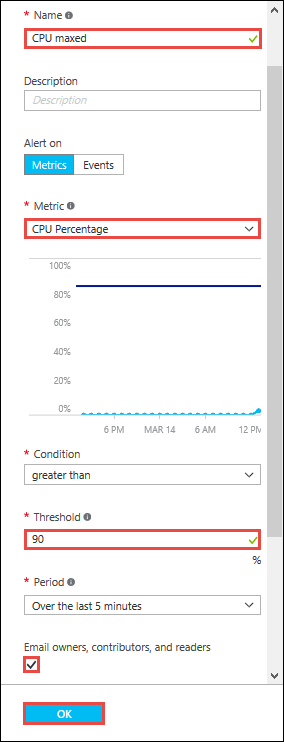 * Name
CPU maxed
Description
Description
Alert on
Metrics Events
* Metric
CPU Percentage
100%
80%
60%
40%
20%
0%
6 PM MAR 14 6 AM 12 PM
* Condition
greater than
* Threshold
90
%
* Period
Over the last 5 minutes
Email owners, contributors, and readers
OK